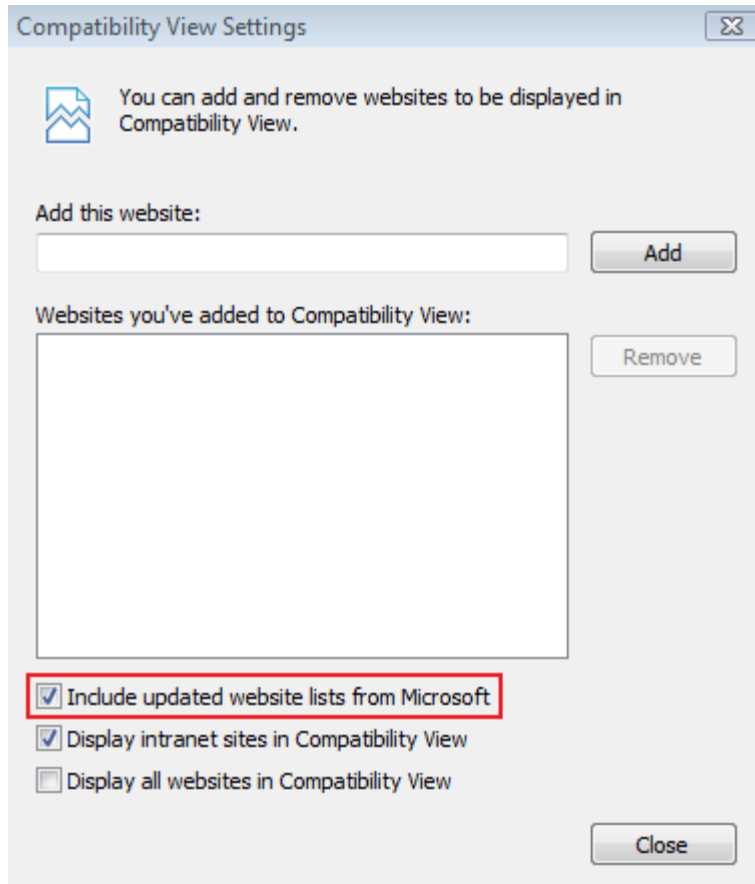 Compatibility View Settings
You can add and remove websites to be displayed in
Compatibility View.
Add this website:
Add
Websites you've added to Compatibility View:
Remove
Include updated website lists from Microsoft
Display intranet sites in Compatibility View
Display all websites in Compatibility View
Close